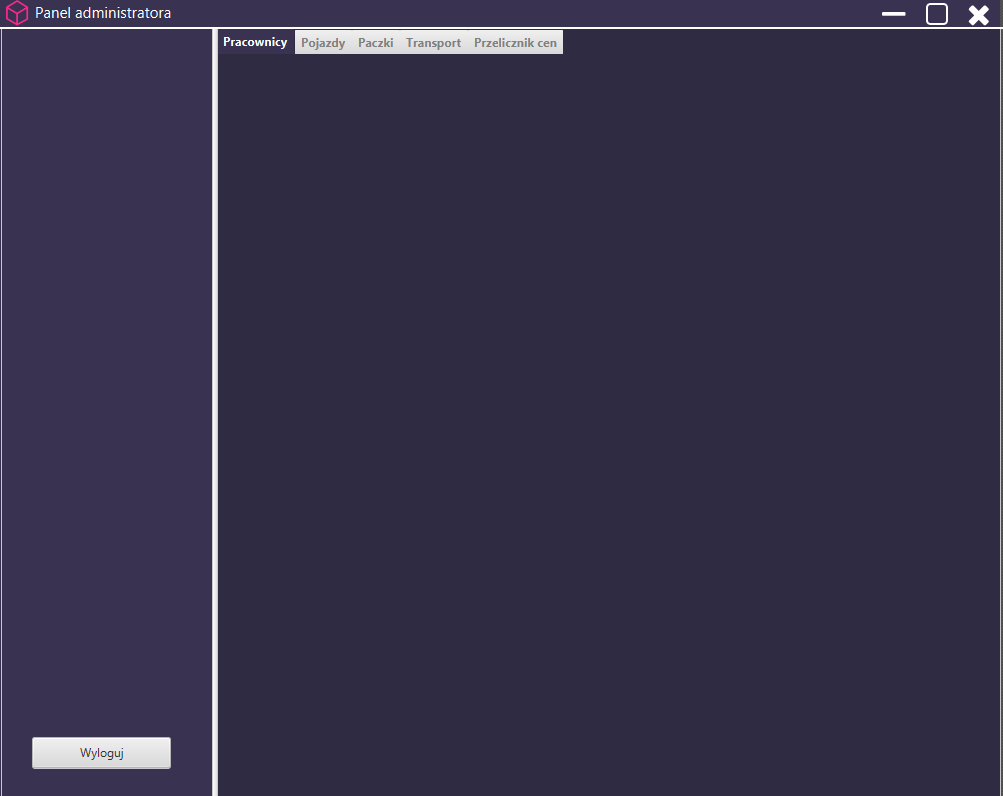 Panel administratora
Pracownicy Pojazdy Paczki Transport Przelicznik cen
Wyloguj